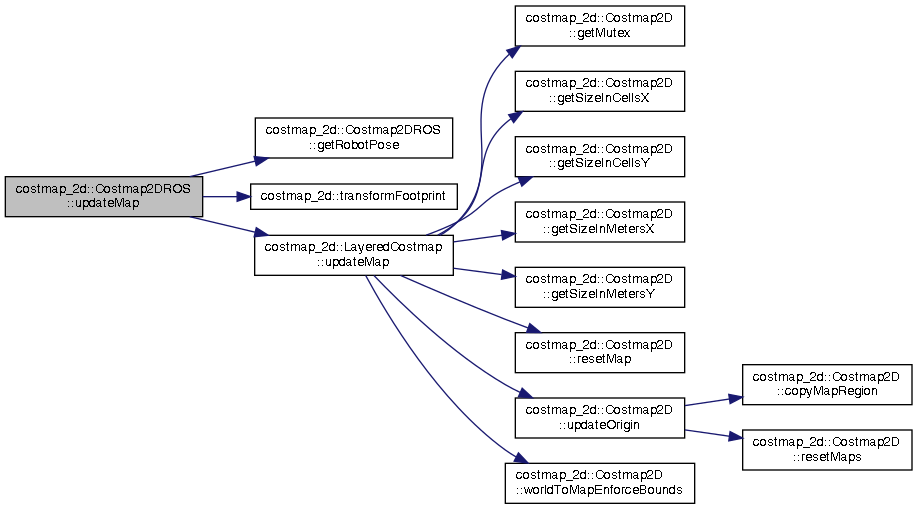 costmap_2d::Costmap2DROS
::updateMap
costmap_2d::Costmap2DROS
::getRobotPose
costmap_2d::transformFootprint
costmap_2d::LayeredCostmap
::updateMap
costmap_2d::Costmap2D
::getMutex
costmap_2d::Costmap2D
::getSizeInCellsX
costmap_2d::Costmap2D
::getSizeInCellsY
costmap_2d::Costmap2D
::getSizeInMetersX
costmap_2d::Costmap2D
::getSizeInMetersY
costmap_2d::Costmap2D
::resetMap
costmap_2d::Costmap2D
::updateOrigin
costmap_2d::Costmap2D
::worldToMapEnforceBounds
costmap_2d::Costmap2D
::copyMapRegion
costmap_2d::Costmap2D
::resetMaps